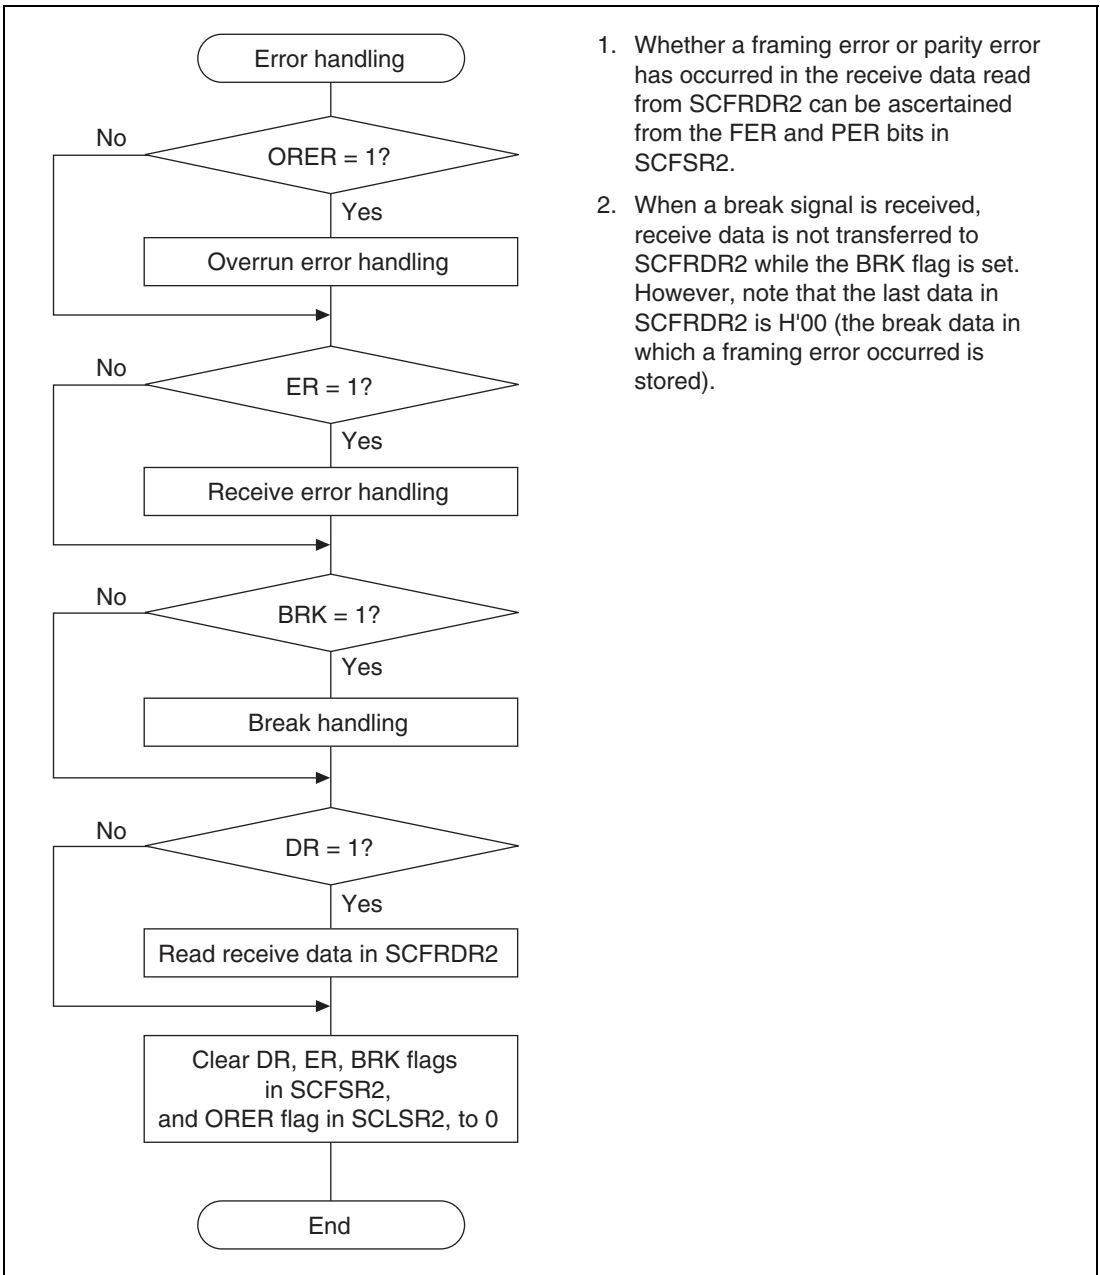 Error handling
No
ORER = 1?
Yes
Overrun error handling
No
ER = 1?
Yes
Receive error handling
No
BRK = 1?
Yes
Break handling
No
DR = 1?
Yes
Read receive data in SCFRDR2
Clear DR, ER, BRK flags
in SCFSR2,
and ORER flag in SCLSR2, to 0
End
1. Whether a framing error or parity error
has occurred in the receive data read
from SCFRDR2 can be ascertained
from the FER and PER bits in
SCFSR2.
2. When a break signal is received,
receive data is not transferred to
SCFRDR2 while the BRK flag is set.
However, note that the last data in
SCFRDR2 is H'00 (the break data in
which a framing error occurred is
stored).